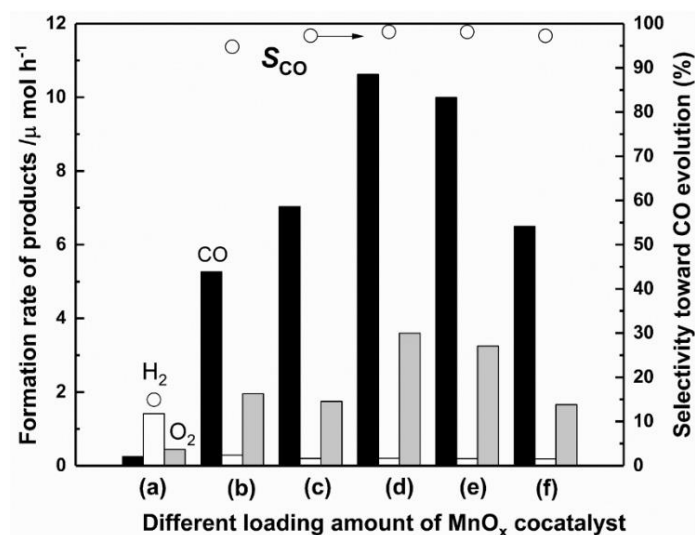 Formation rate of products /μ mol h⁻¹
12
10
8
6
4
2
0
S_CO
CO
H₂
O₂
(a) (b) (c) (d) (e) (f)
Different loading amount of MnOₓ cocatalyst
100
90
80
70
60
50
40
30
20
10
0
Selectivity toward CO evolution (%)